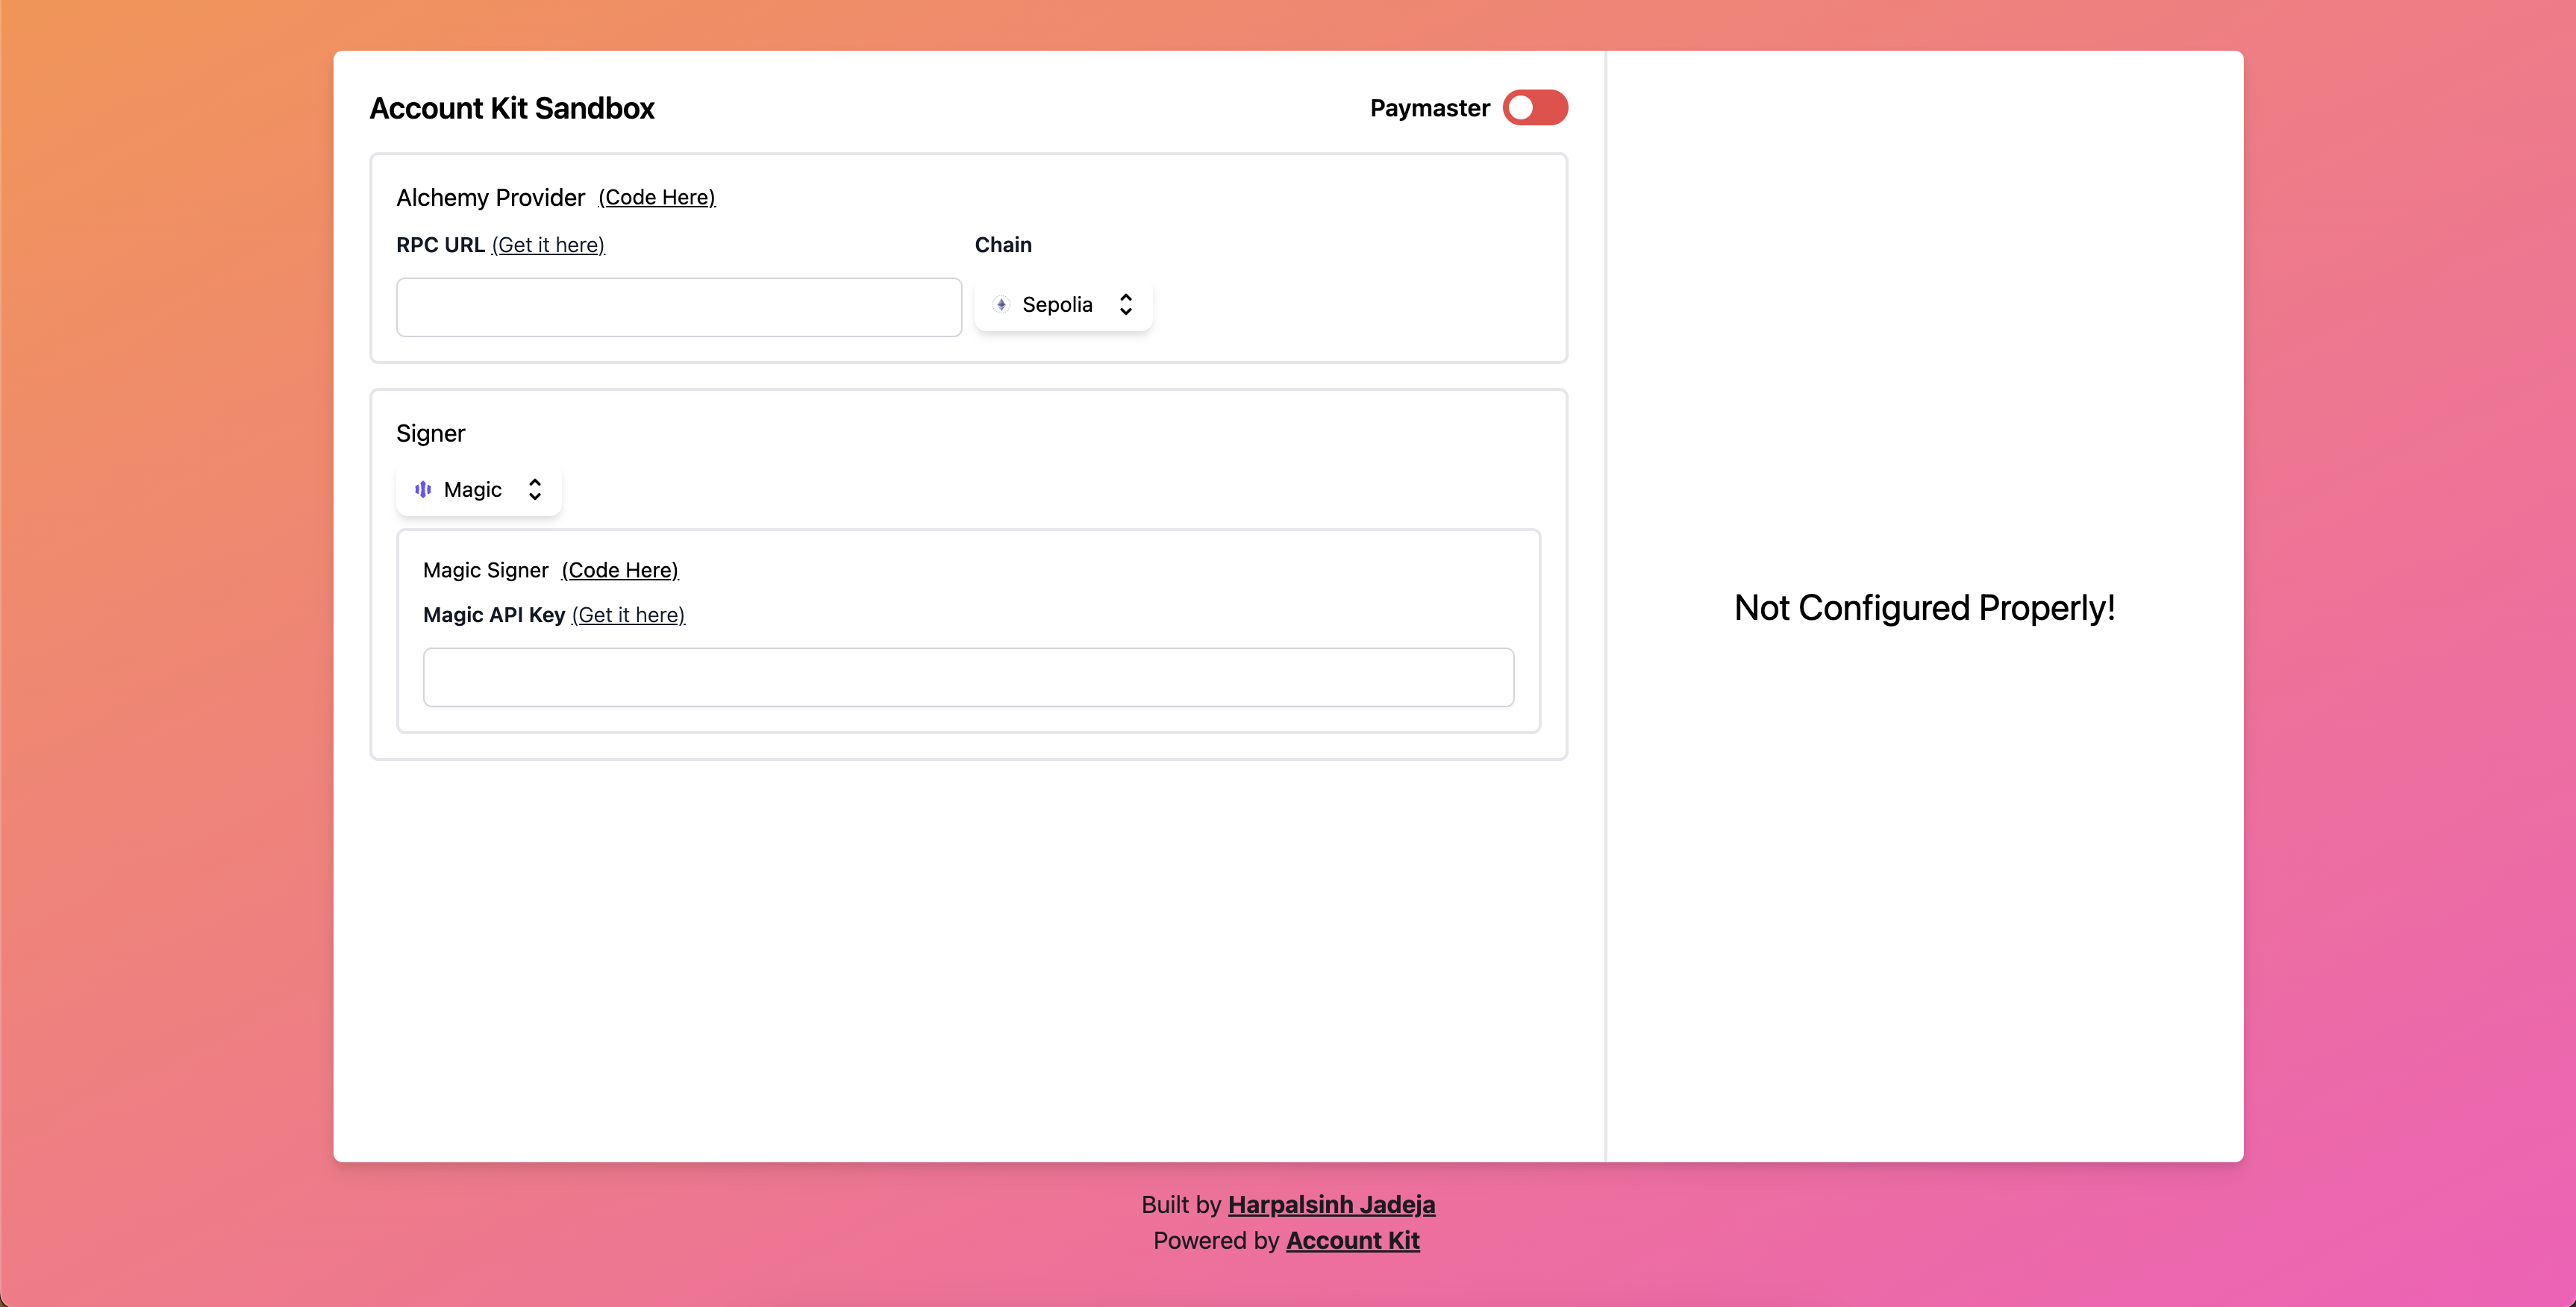 Account Kit Sandbox
Paymaster
Alchemy Provider (Code Here)
RPC URL (Get it here)
Chain
Sepolia
Signer
Magic
Magic Signer (Code Here)
Magic API Key (Get it here)
Not Configured Properly!
Built by Harpalsinh Jadeja
Powered by Account Kit